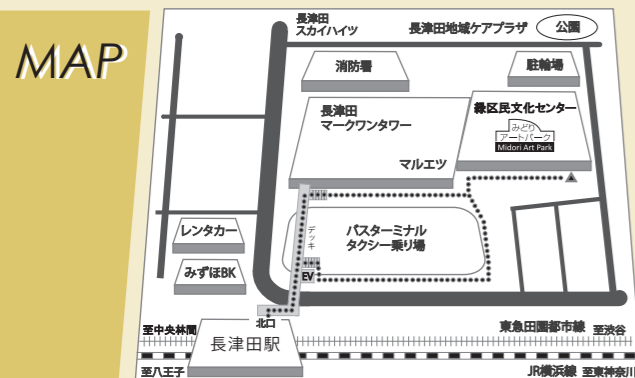 MAP
長津田
スカイハイツ
長津田地域ケアプラザ
公園
消防署
駐輪場
長津田
マークワンタワー
緑区民文化センター
みどり
アートパーク
Midori Art Park
マルエツ
レンタカー
デッキ
バスターミナル
タクシー乗り場
みずほBK
EV
北口
至中央林間
長津田駅
東急田園都市線
至渋谷
至八王子
JR横浜線
至東神奈川